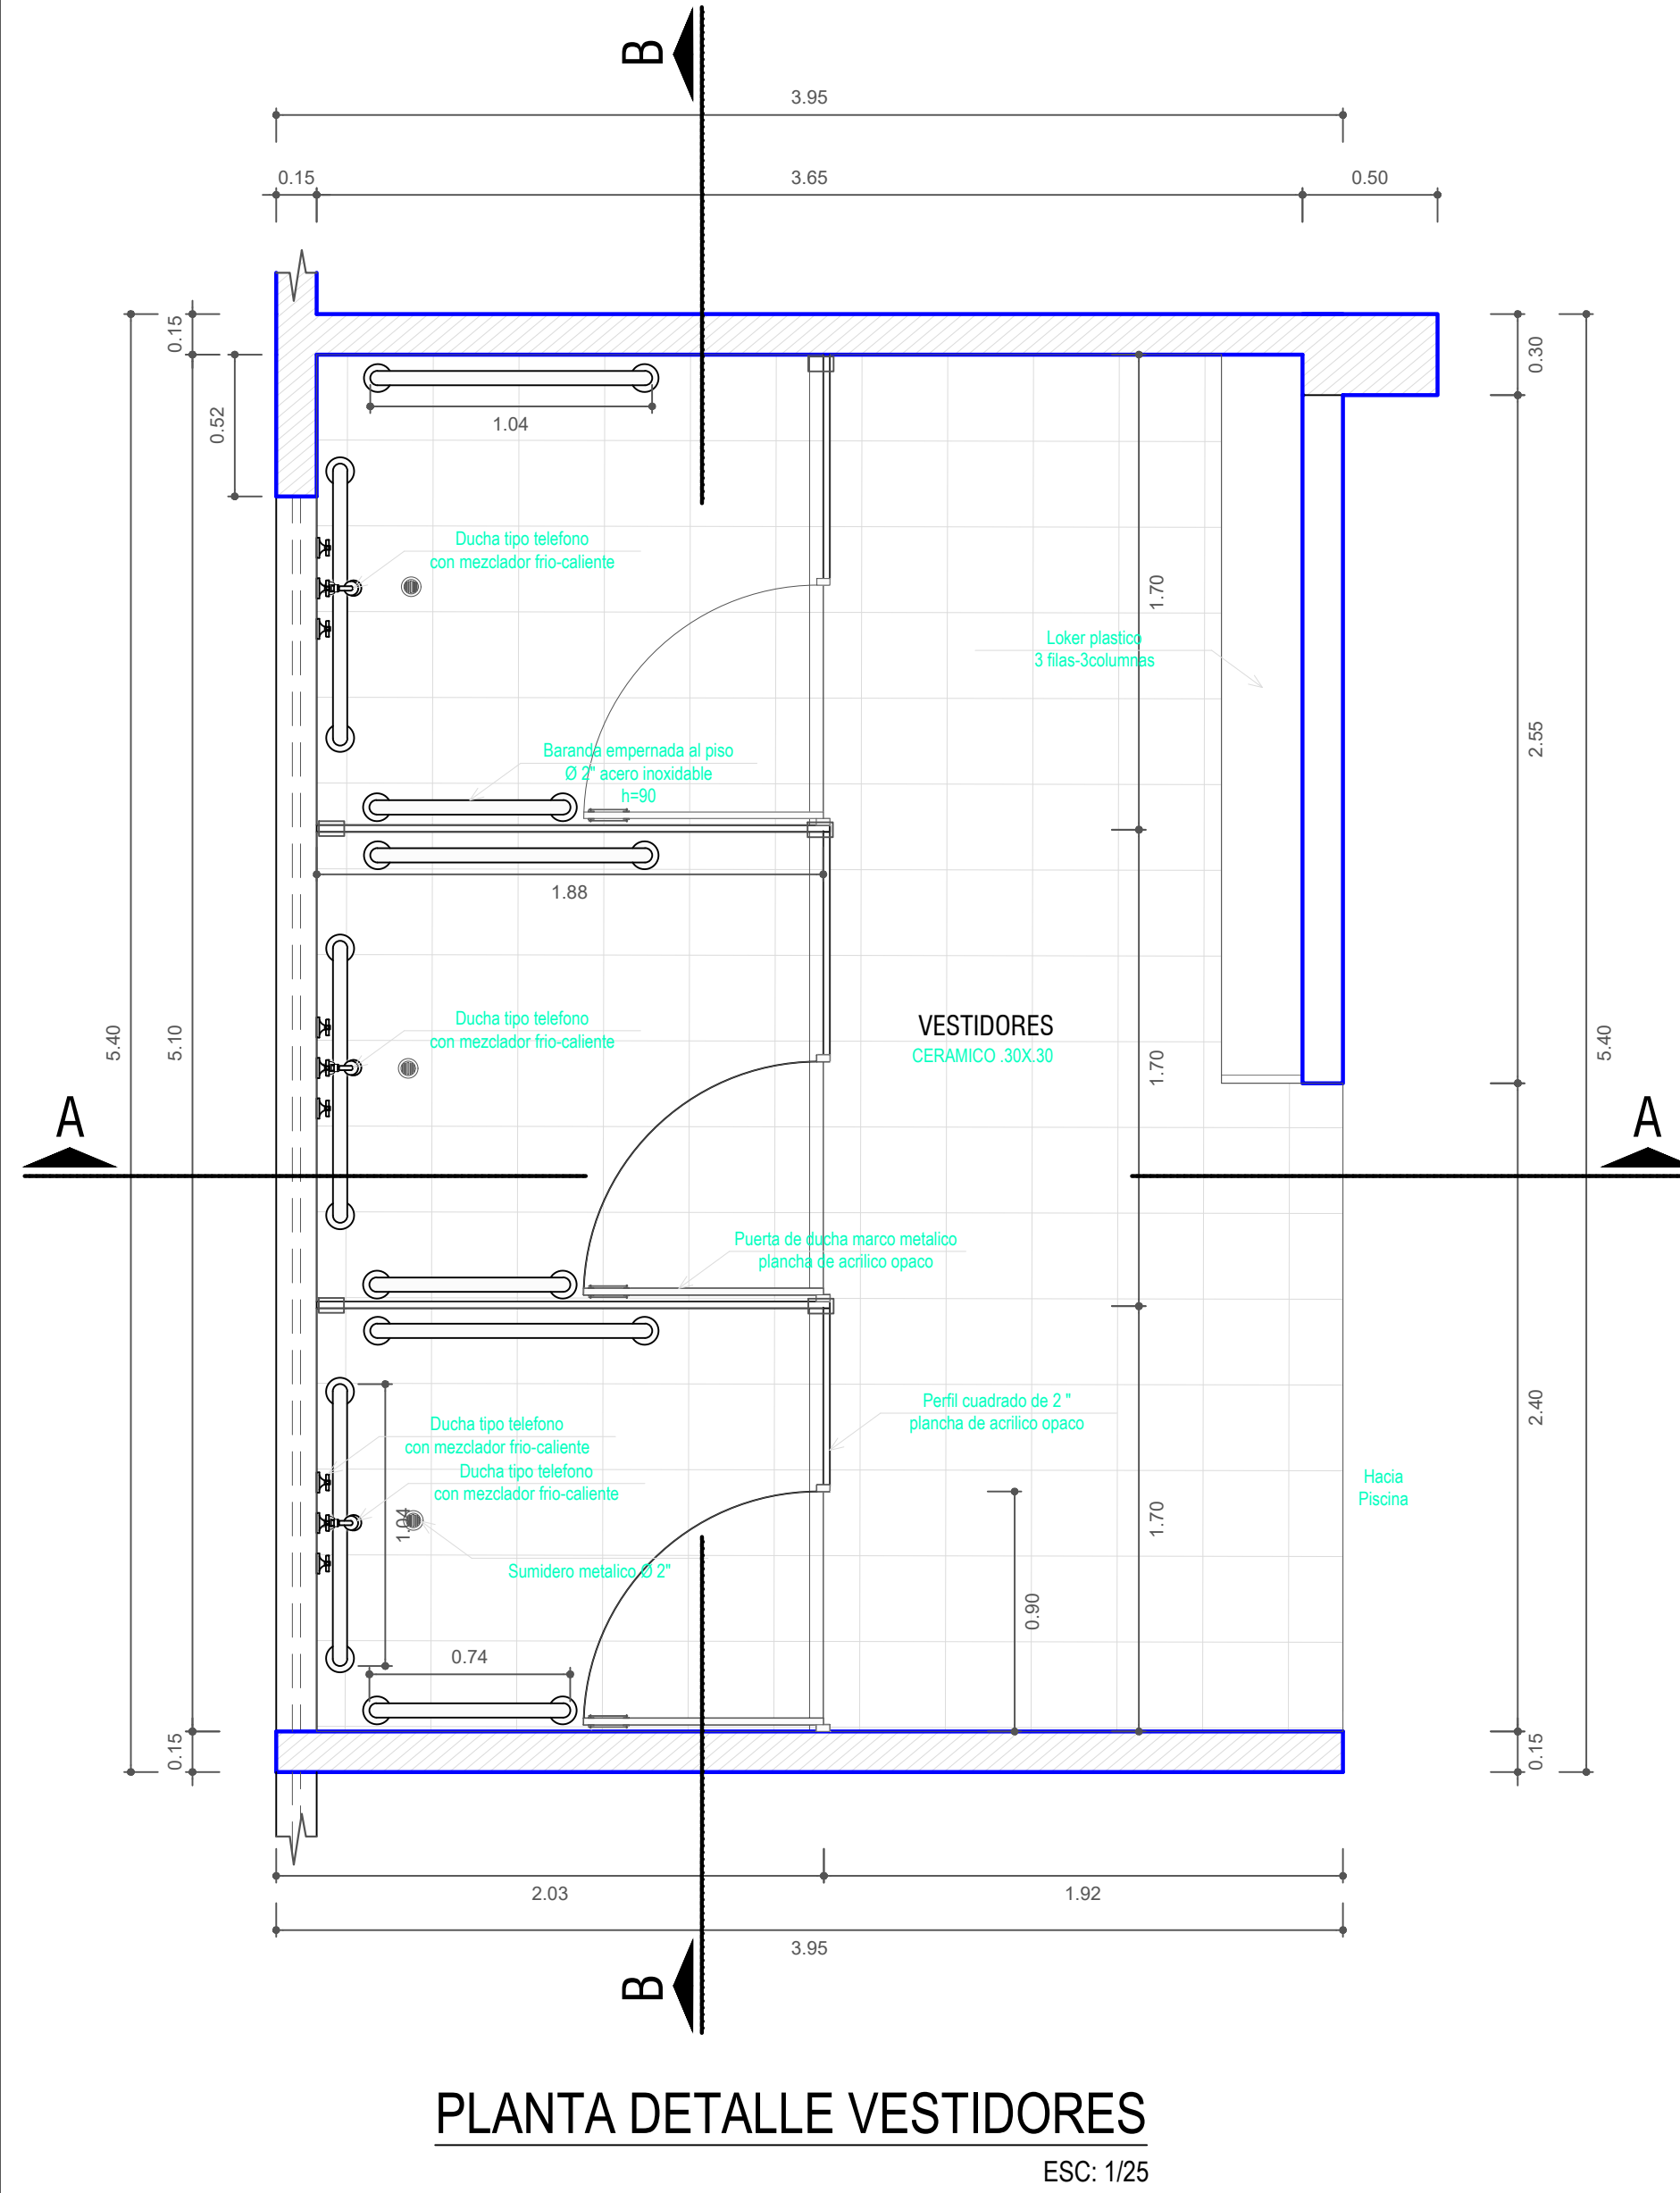 B
3.95
0.15
3.65
0.50
0.15
0.30
0.52
1.04
Ducha tipo telefono
con mezclador frio-caliente
1.70
Loker plastico
3 filas-3columnas
2.55
Baranda empernada al piso
Ø 2" acero inoxidable
h=90
1.88
5.40
5.10
Ducha tipo telefono
con mezclador frio-caliente
VESTIDORES
CERAMICO .30X.30
1.70
5.40
A
A
Puerta de ducha marco metalico
plancha de acrilico opaco
Perfil cuadrado de 2 "
plancha de acrilico opaco
2.40
Ducha tipo telefono
con mezclador frio-caliente
Ducha tipo telefono
con mezclador frio-caliente
Hacia
Piscina
1.04
1.70
Sumidero metalico Ø 2"
0.90
0.74
0.15
0.15
2.03
1.92
3.95
B
PLANTA DETALLE VESTIDORES
ESC: 1/25